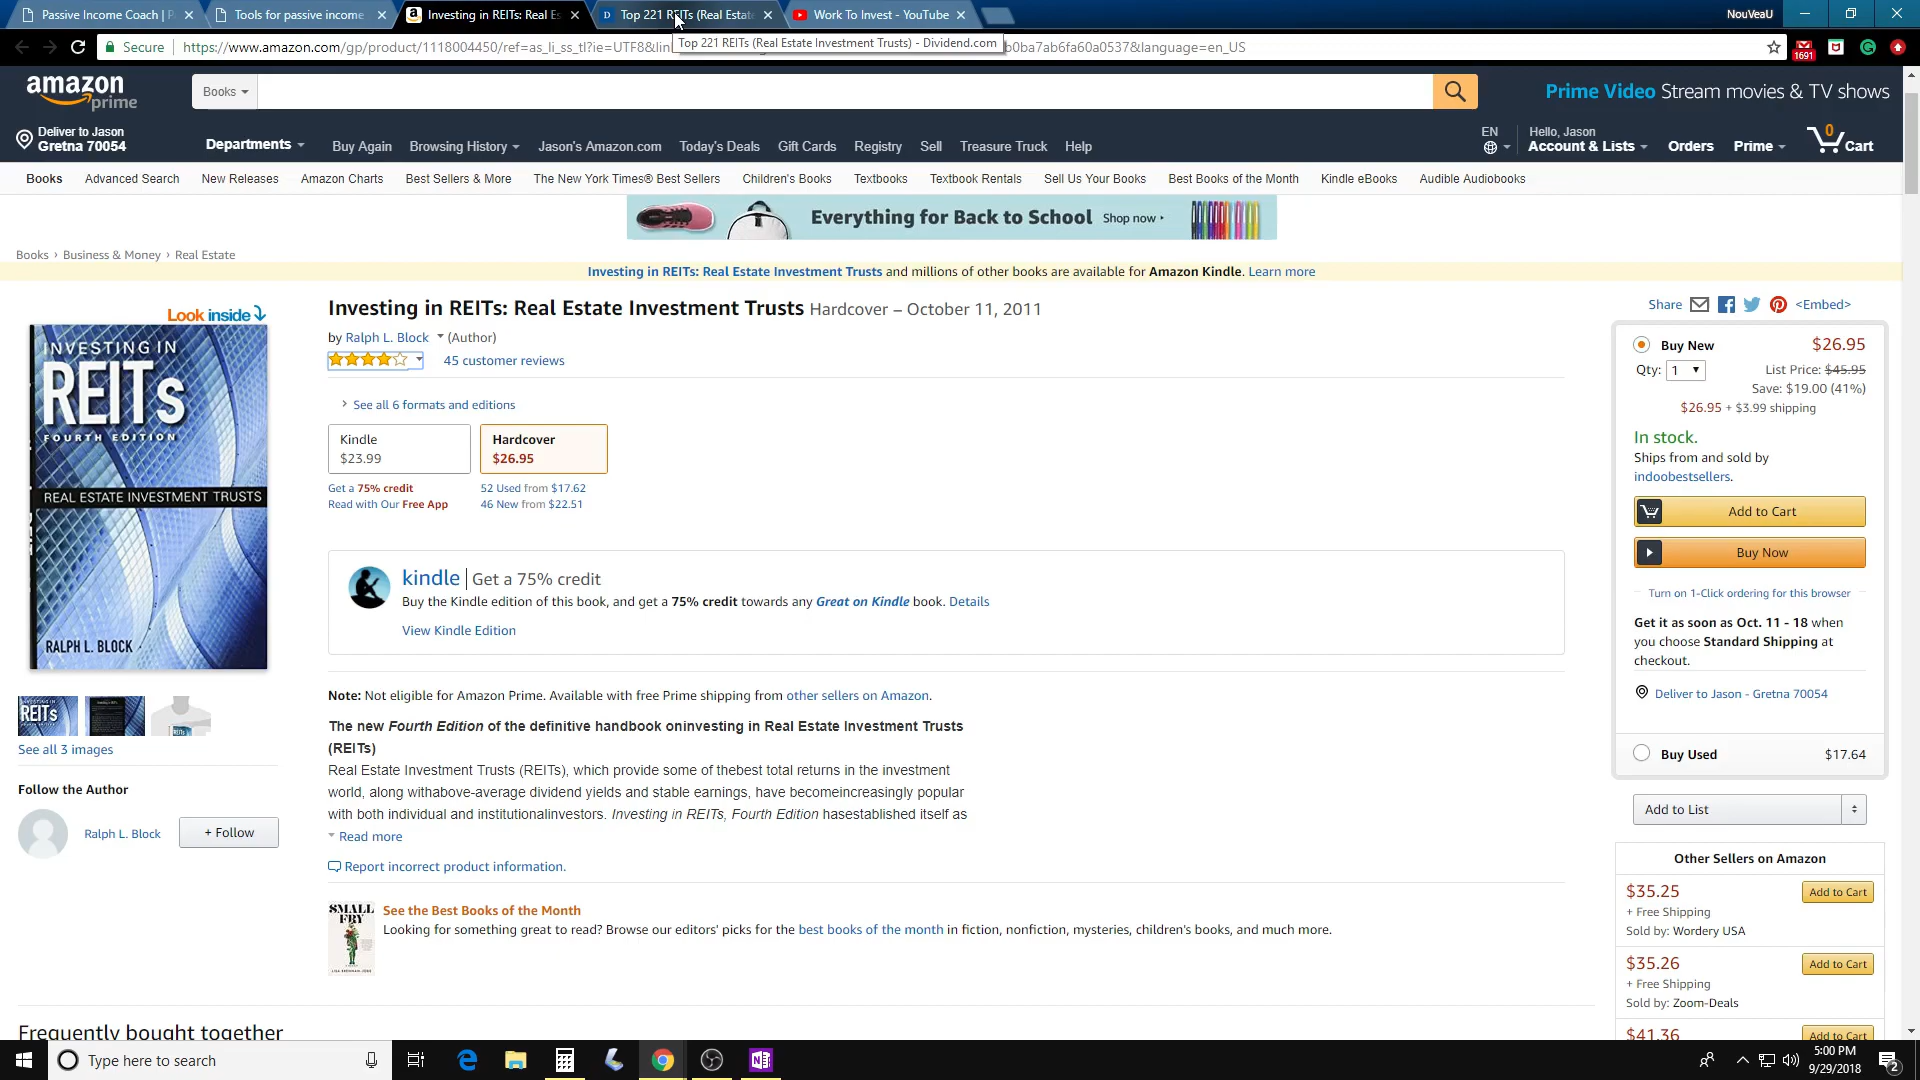 Passive Income Coach | P
Tools for passive income
Investing in REITs: Real Es
Top 221 REITs (Real Estate
Work To Invest - YouTube
NouVeaU
Secure
https://www.amazon.com/gp/product/1118004450/ref=as_li_ss_tl?ie=UTF8&lin
b0ba7ab6fa60a0537&language=en_US
Top 221 REITs (Real Estate Investment Trusts) - Dividend.com
1691
amazon
prime
Books
Prime Video Stream movies & TV shows
Deliver to Jason
Gretna 70054
Departments
Buy Again
Browsing History
Jason's Amazon.com
Today's Deals
Gift Cards
Registry
Sell
Treasure Truck
Help
EN
Hello, Jason
Account & Lists
Orders
Prime
0
Cart
Books
Advanced Search
New Releases
Amazon Charts
Best Sellers & More
The New York Times® Best Sellers
Children's Books
Textbooks
Textbook Rentals
Sell Us Your Books
Best Books of the Month
Kindle eBooks
Audible Audiobooks
Everything for Back to School Shop now ›
Books › Business & Money › Real Estate
Investing in REITs: Real Estate Investment Trusts and millions of other books are available for Amazon Kindle. Learn more
Look inside
INVESTING IN
REITs
FOURTH EDITION
REAL ESTATE INVESTMENT TRUSTS
RALPH L. BLOCK
See all 3 images
Follow the Author
Ralph L. Block
+ Follow
Investing in REITs: Real Estate Investment Trusts Hardcover – October 11, 2011
by Ralph L. Block (Author)
45 customer reviews
› See all 6 formats and editions
Kindle
$23.99
Hardcover
$26.95
Get a 75% credit
Read with Our Free App
52 Used from $17.62
46 New from $22.51
kindle | Get a 75% credit
Buy the Kindle edition of this book, and get a 75% credit towards any Great on Kindle book. Details
View Kindle Edition
Note: Not eligible for Amazon Prime. Available with free Prime shipping from other sellers on Amazon.
The new Fourth Edition of the definitive handbook oninvesting in Real Estate Investment Trusts
(REITs)
Real Estate Investment Trusts (REITs), which provide some of thebest total returns in the investment
world, along withabove-average dividend yields and stable earnings, have becomeincreasingly popular
with both individual and institutionalinvestors. Investing in REITs, Fourth Edition hasestablished itself as
Read more
Report incorrect product information.
SMALL
FRY
See the Best Books of the Month
Looking for something great to read? Browse our editors' picks for the best books of the month in fiction, nonfiction, mysteries, children's books, and much more.
Frequently bought together
Share
<Embed>
Buy New
$26.95
Qty: 1
List Price: $45.95
Save: $19.00 (41%)
$26.95 + $3.99 shipping
In stock.
Ships from and sold by
indoobestsellers.
Add to Cart
Buy Now
Turn on 1-Click ordering for this browser
Get it as soon as Oct. 11 - 18 when
you choose Standard Shipping at
checkout.
Deliver to Jason - Gretna 70054
Buy Used
$17.64
Add to List
Other Sellers on Amazon
$35.25
Add to Cart
+ Free Shipping
Sold by: Wordery USA
$35.26
Add to Cart
+ Free Shipping
Sold by: Zoom-Deals
$41.36
Add to Cart
Type here to search
5:00 PM
9/29/2018
2